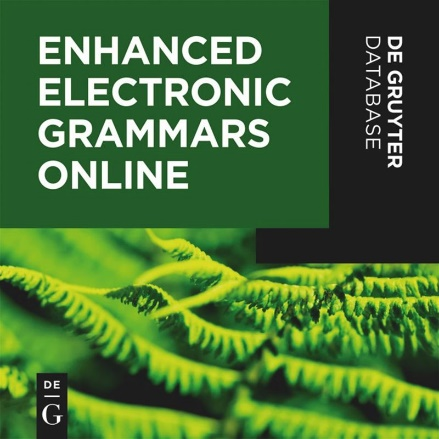 ENHANCED
ELECTRONIC
GRAMMARS
ONLINE
DE GRUYTER
DATABASE
DE
G